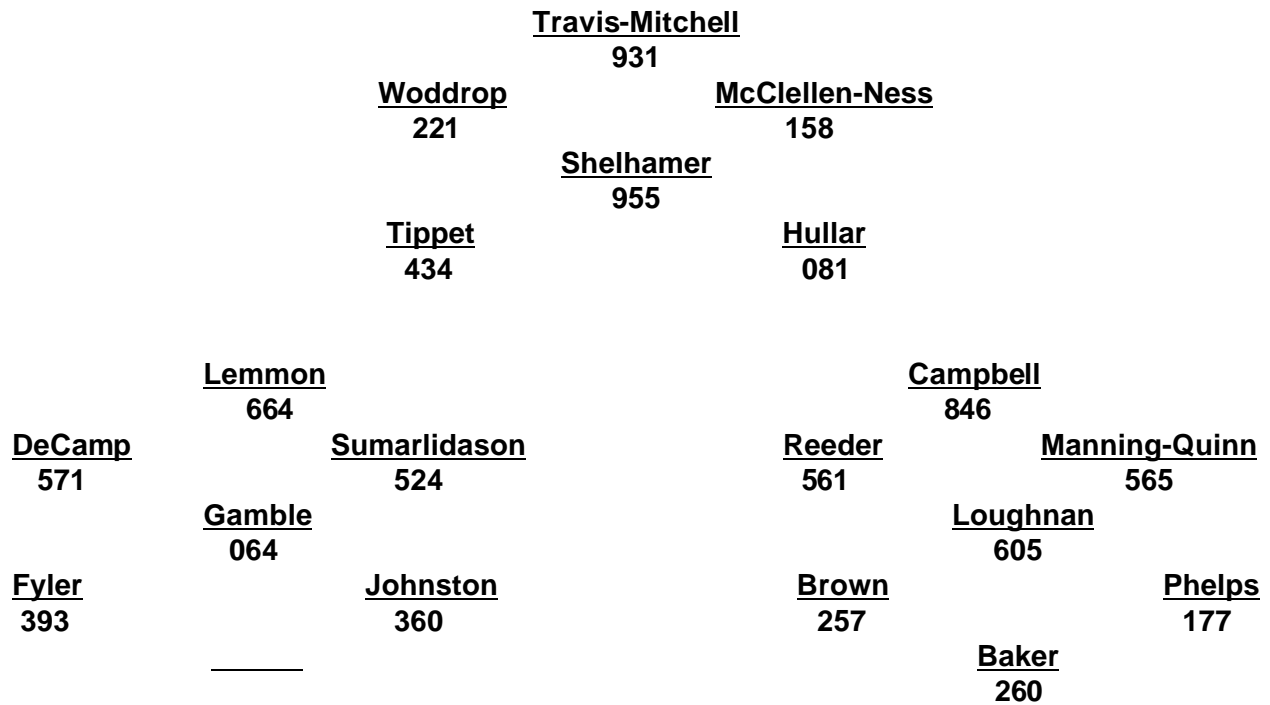 Travis-Mitchell
931
Woddrop McClellen-Ness
221 158
Shelhamer
955
Tippet Hullar
434 081
Lemmon Campbell
664 846
DeCamp Sumarlidason Reeder Manning-Quinn
571 524 561 565
Gamble Loughnan
064 605
Fyler Johnston Brown Phelps
393 360 257 177
Baker
260